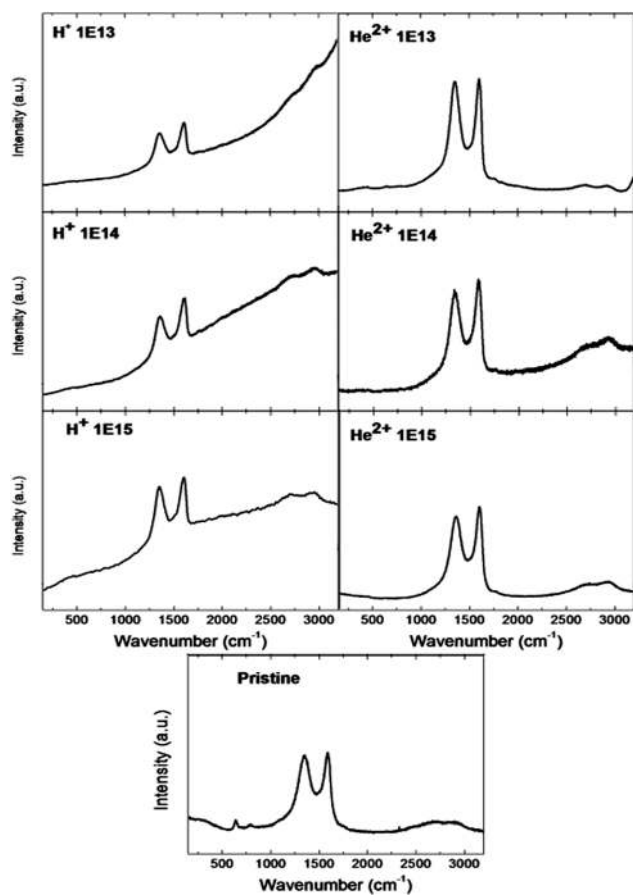 H+ 1E13
He2+ 1E13
Intensity (a.u.)
H+ 1E14
He2+ 1E14
Intensity (a.u.)
H+ 1E15
He2+ 1E15
Intensity (a.u.)
500 1000 1500 2000 2500 3000 500 1000 1500 2000 2500 3000
Wavenumber (cm-1) Wavenumber (cm-1)
Pristine
Intensity (a.u.)
500 1000 1500 2000 2500 3000
Wavenumber (cm-1)